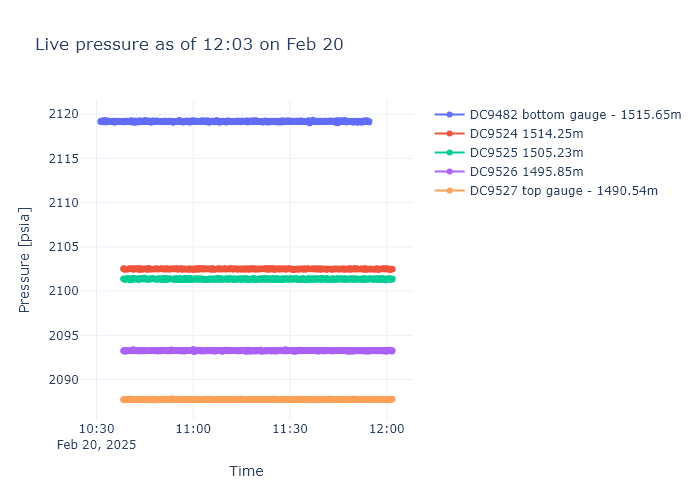 Live pressure as of 12:03 on Feb 20
2120
2115
2110
2105
2100
2095
2090
Pressure [psia]
10:30
Feb 20, 2025
11:00
11:30
12:00
Time
DC9482 bottom gauge - 1515.65m
DC9524 1514.25m
DC9525 1505.23m
DC9526 1495.85m
DC9527 top gauge - 1490.54m